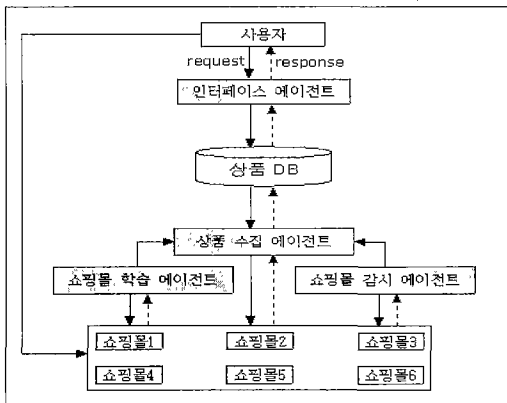 사용자
request response
인터페이스 에이전트
상품 DB
상품 수집 에이전트
쇼핑몰 학습 에이전트 쇼핑몰 감시 에이전트
쇼핑몰1 쇼핑몰2 쇼핑몰3
쇼핑몰4 쇼핑몰5 쇼핑몰6